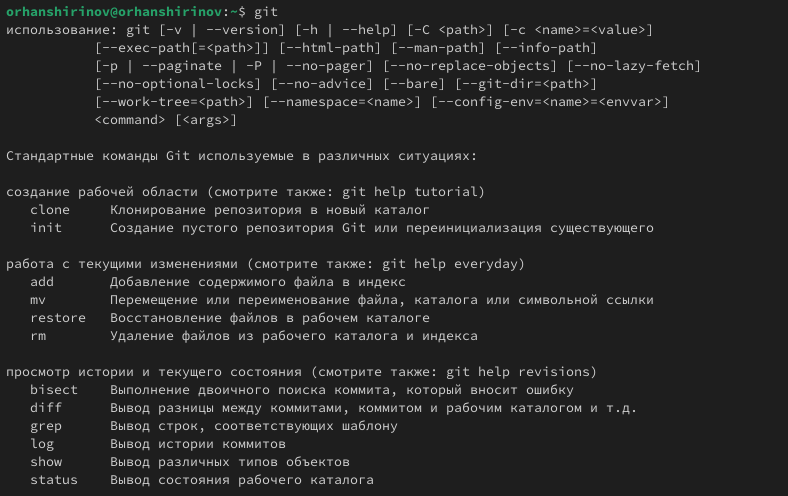 orhanshirinov@orhanshirinov:~$ git
использование: git [-v | --version] [-h | --help] [-C <path>] [-c <name>=<value>]
[--exec-path[=<path>]] [--html-path] [--man-path] [--info-path]
[-p | --paginate | -P | --no-pager] [--no-replace-objects] [--no-lazy-fetch]
[--no-optional-locks] [--no-advice] [--bare] [--git-dir=<path>]
[--work-tree=<path>] [--namespace=<name>] [--config-env=<name>=<envvar>]
<command> [<args>]
Стандартные команды Git используемые в различных ситуациях:
создание рабочей области (смотрите также: git help tutorial)
clone Клонирование репозитория в новый каталог
init Создание пустого репозитория Git или переинициализация существующего
работа с текущими изменениями (смотрите также: git help everyday)
add Добавление содержимого файла в индекс
mv Перемещение или переименование файла, каталога или символьной ссылки
restore Восстановление файлов в рабочем каталоге
rm Удаление файлов из рабочего каталога и индекса
просмотр истории и текущего состояния (смотрите также: git help revisions)
bisect Выполнение двоичного поиска коммита, который вносит ошибку
diff Вывод разницы между коммитами, коммитом и рабочим каталогом и т.д.
grep Вывод строк, соответствующих шаблону
log Вывод истории коммитов
show Вывод различных типов объектов
status Вывод состояния рабочего каталога